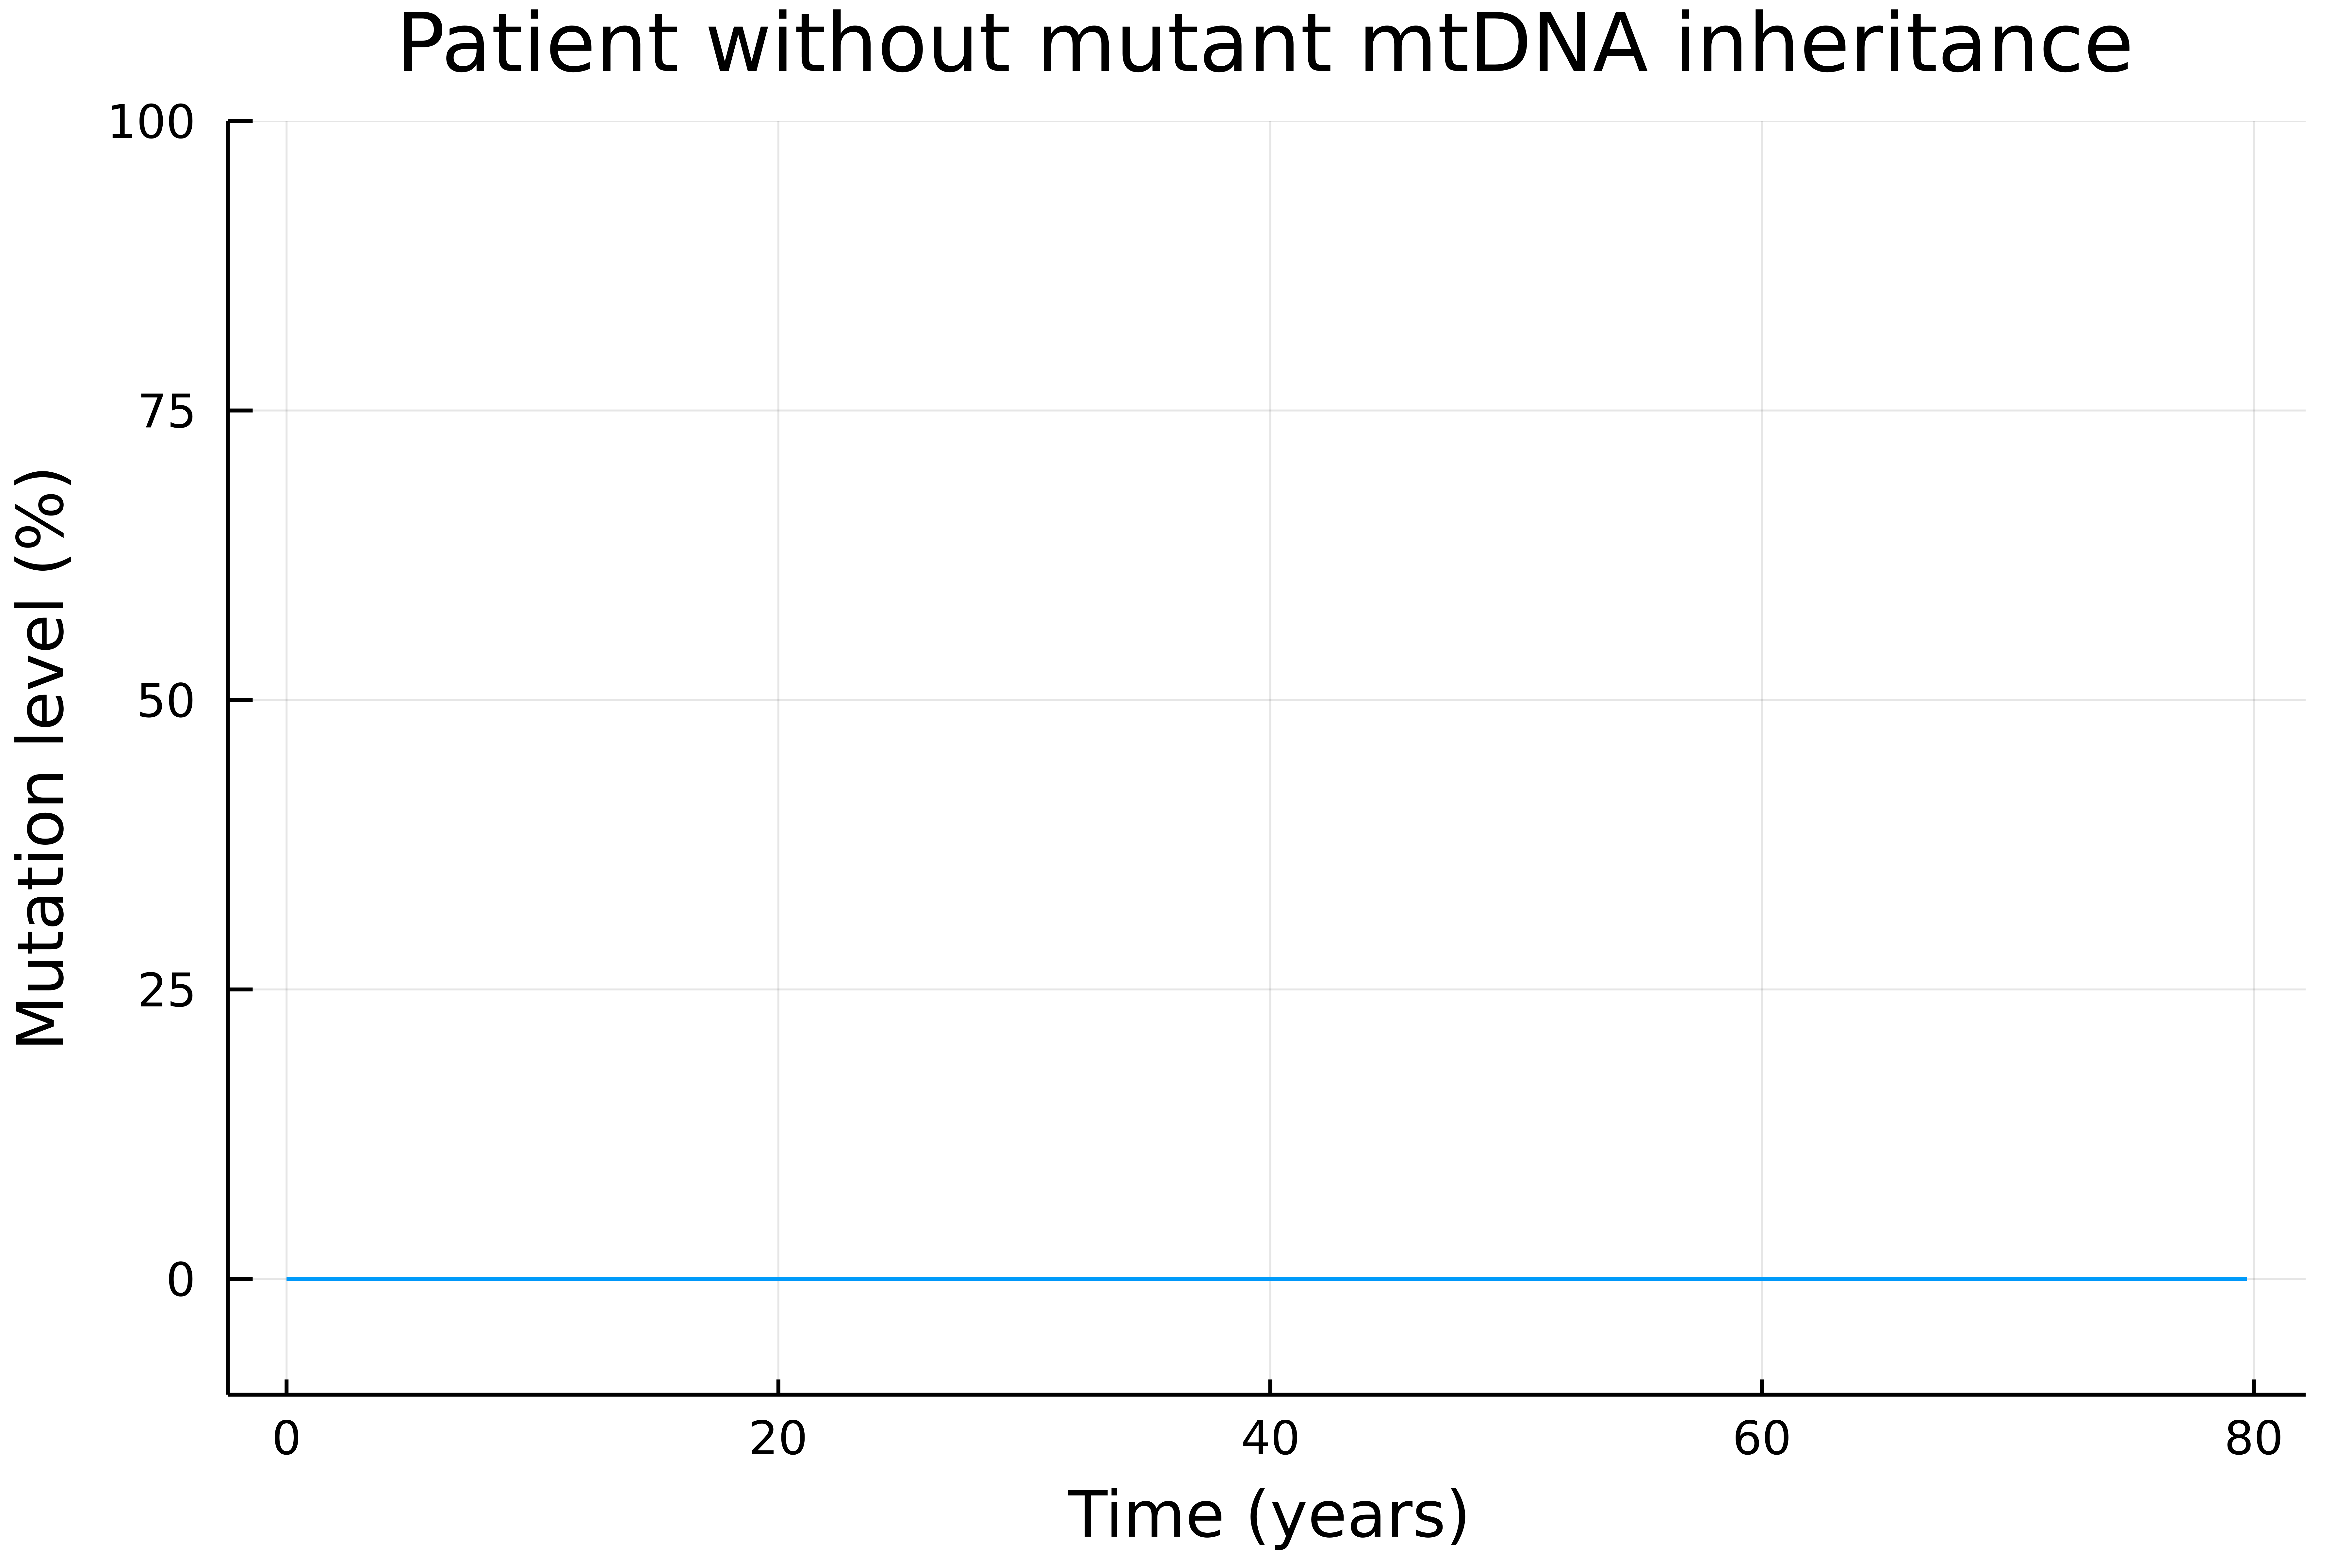 Patient without mutant mtDNA inheritance
100
75
50
25
0
Mutation level (%)
0 20 40 60 80
Time (years)